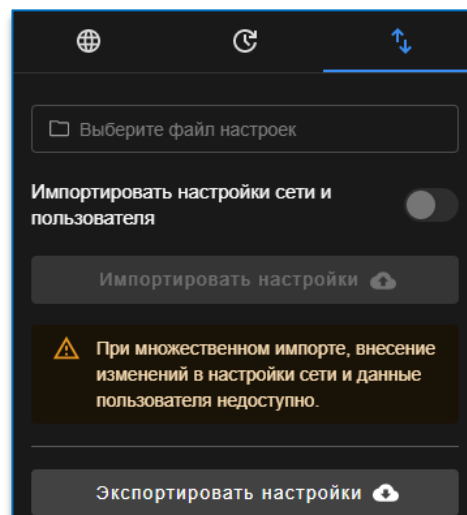 Выберите файл настроек
Импортировать настройки сети и
пользователя
Импортировать настройки
При множественном импорте, внесение
изменений в настройки сети и данные
пользователя недоступно.
Экспортировать настройки